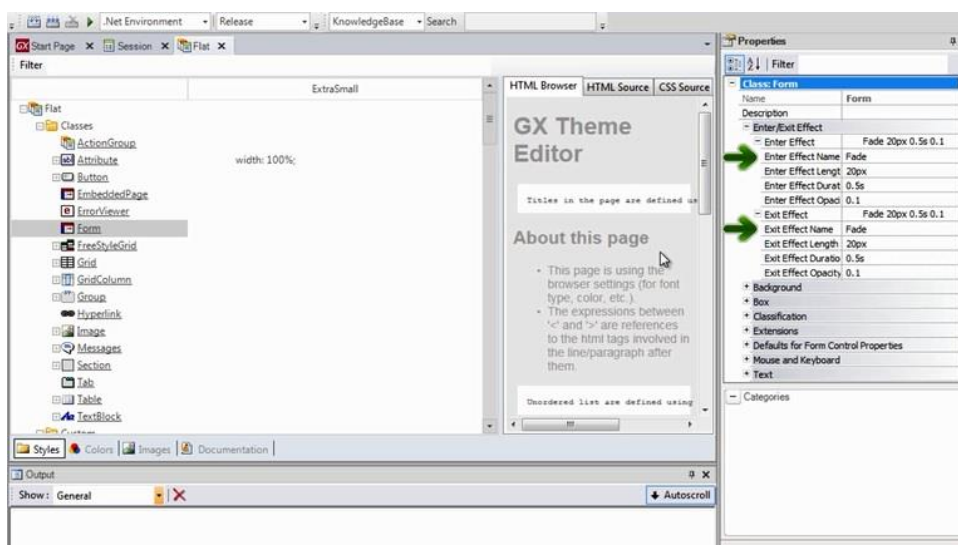 .Net Environment Release KnowledgeBase Search
Start Page Session Flat
Filter
ExtraSmall
Flat
Classes
ActionGroup
Attribute width: 100%;
Button
EmbeddedPage
ErrorViewer
Form
FreeStyleGrid
Grid
GridColumn
Group
Hyperlink
Image
Messages
Section
Tab
Table
TextBlock
Custom
HTML Browser HTML Source CSS Source
GX Theme
Editor
Titles in the page are defined us
About this page
• This page is using the
browser settings (for font
type, color, etc.).
• The expressions between
'<' and '>' are references
to the html tags involved in
the line/paragraph after
them.
Unordered list are defined using
Styles Colors Images Documentation
Output
Show: General Autoscroll
Properties
Filter
Class: Form
Name Form
Description
Enter/Exit Effect
Enter Effect Fade 20px 0.5s 0.1
Enter Effect Name Fade
Enter Effect Lengt 20px
Enter Effect Durat 0.5s
Enter Effect Opaci 0.1
Exit Effect Fade 20px 0.5s 0.1
Exit Effect Name Fade
Exit Effect Length 20px
Exit Effect Duratio 0.5s
Exit Effect Opacity 0.1
Background
Box
Classification
Extensions
Defaults for Form Control Properties
Mouse and Keyboard
Text
Categories